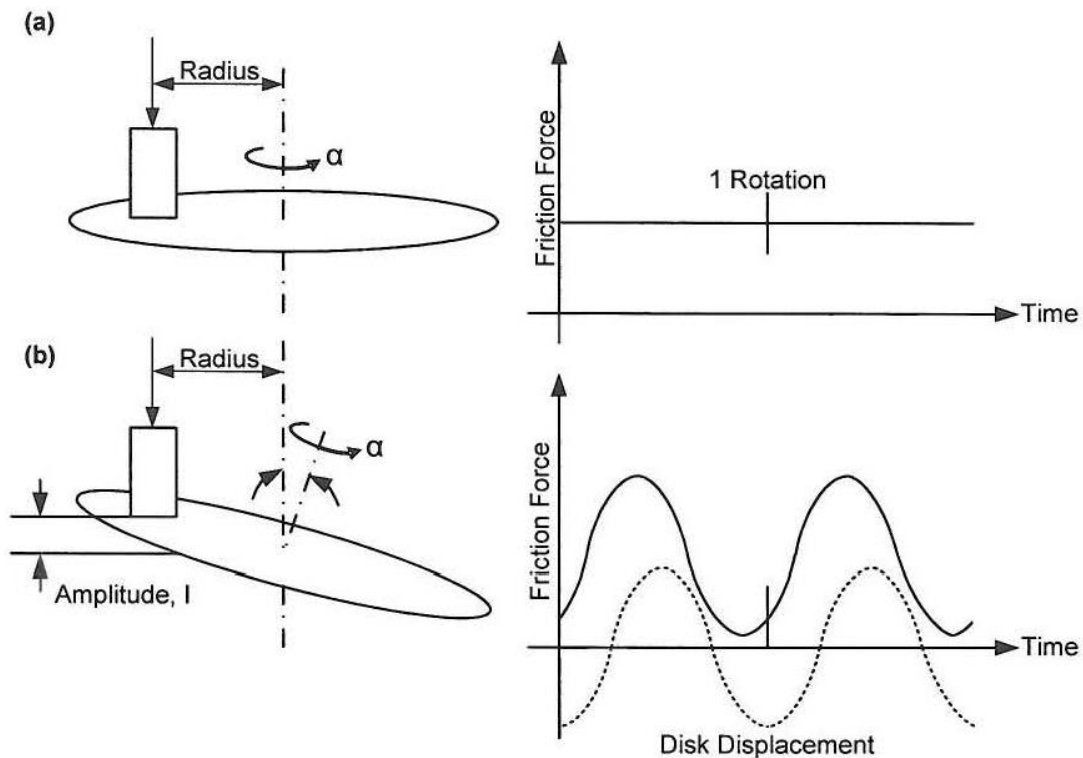 (a)
Radius
α
Friction Force
1 Rotation
Time
(b)
Radius
α
Amplitude, I
Friction Force
Time
Disk Displacement